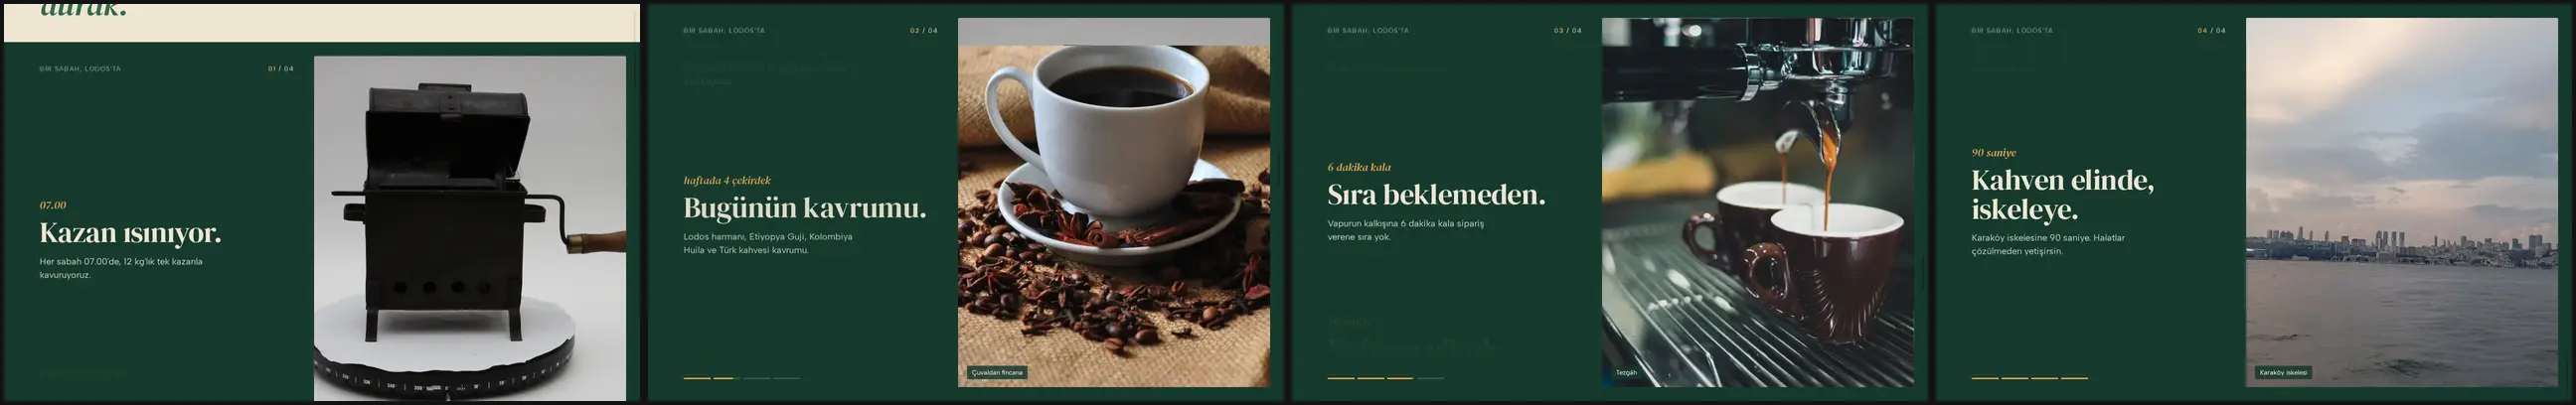 durak.
BİR SABAH, LODOS'TA
01 / 04
07.00
Kazan ısınıyor.
Her sabah 07.00'de, 12 kg'lık tek kazanla
kavuruyoruz.
BİR SABAH, LODOS'TA
02 / 04
haftada 4 çekirdek
Bugünün kavrumu.
Lodos harmanı, Etiyopya Guji, Kolombiya
Huila ve Türk kahvesi kavrumu.
Çuvaldan fincana
BİR SABAH, LODOS'TA
03 / 04
6 dakika kala
Sıra beklemeden.
Vapurun kalkışına 6 dakika kala sipariş
verene sıra yok.
Tezgâh
BİR SABAH, LODOS'TA
04 / 04
90 saniye
Kahven elinde,
iskeleye.
Karaköy iskelesine 90 saniye. Halatlar
çözülmeden yetişirsin.
Karaköy iskelesi